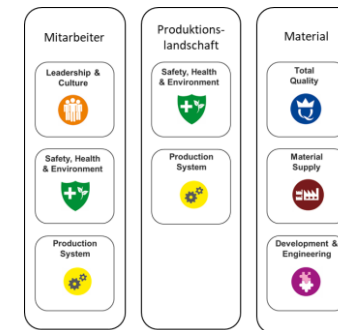 Mitarbeiter
Leadership &
Culture
Safety, Health
& Environment
Production
System
Produktions-
landschaft
Safety, Health
& Environment
Production
System
Material
Total
Quality
Q
Material
Supply
Development &
Engineering